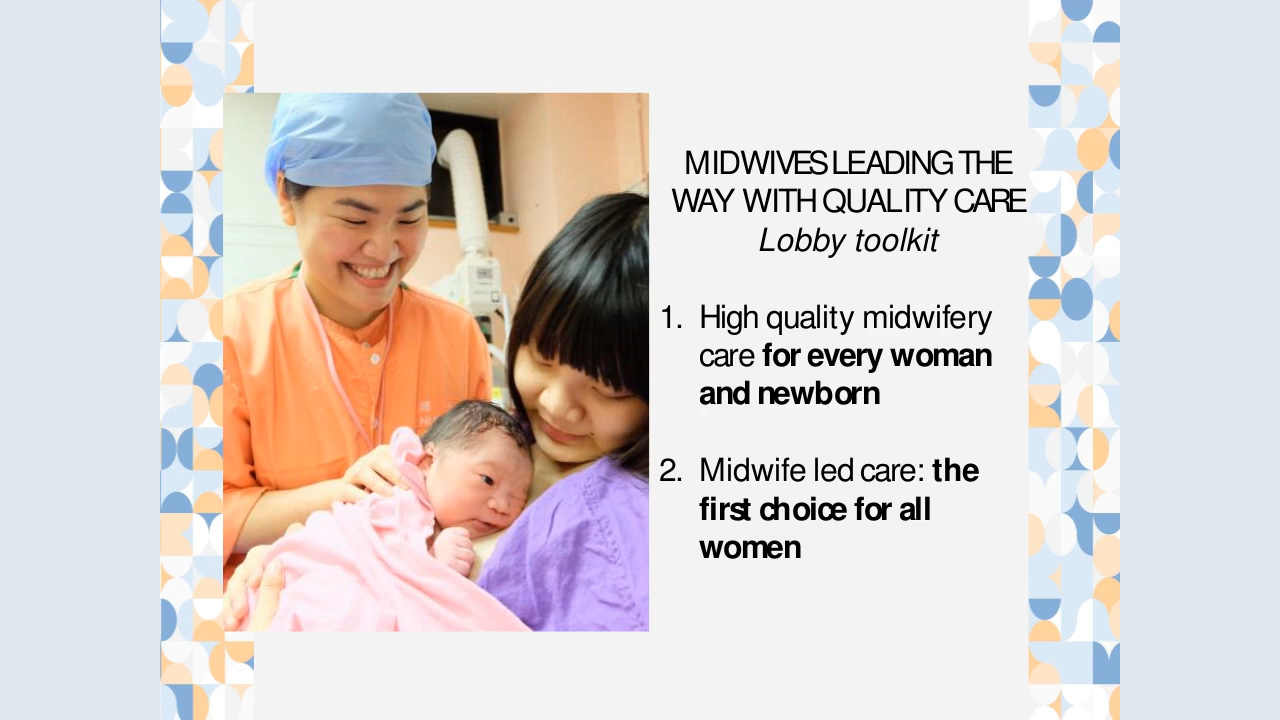 MIDWIVES LEADING THE
WAY WITH QUALITY CARE
Lobby toolkit
1. High quality midwifery
care for every woman
and newborn
2. Midwife led care: the
first choice for all
women